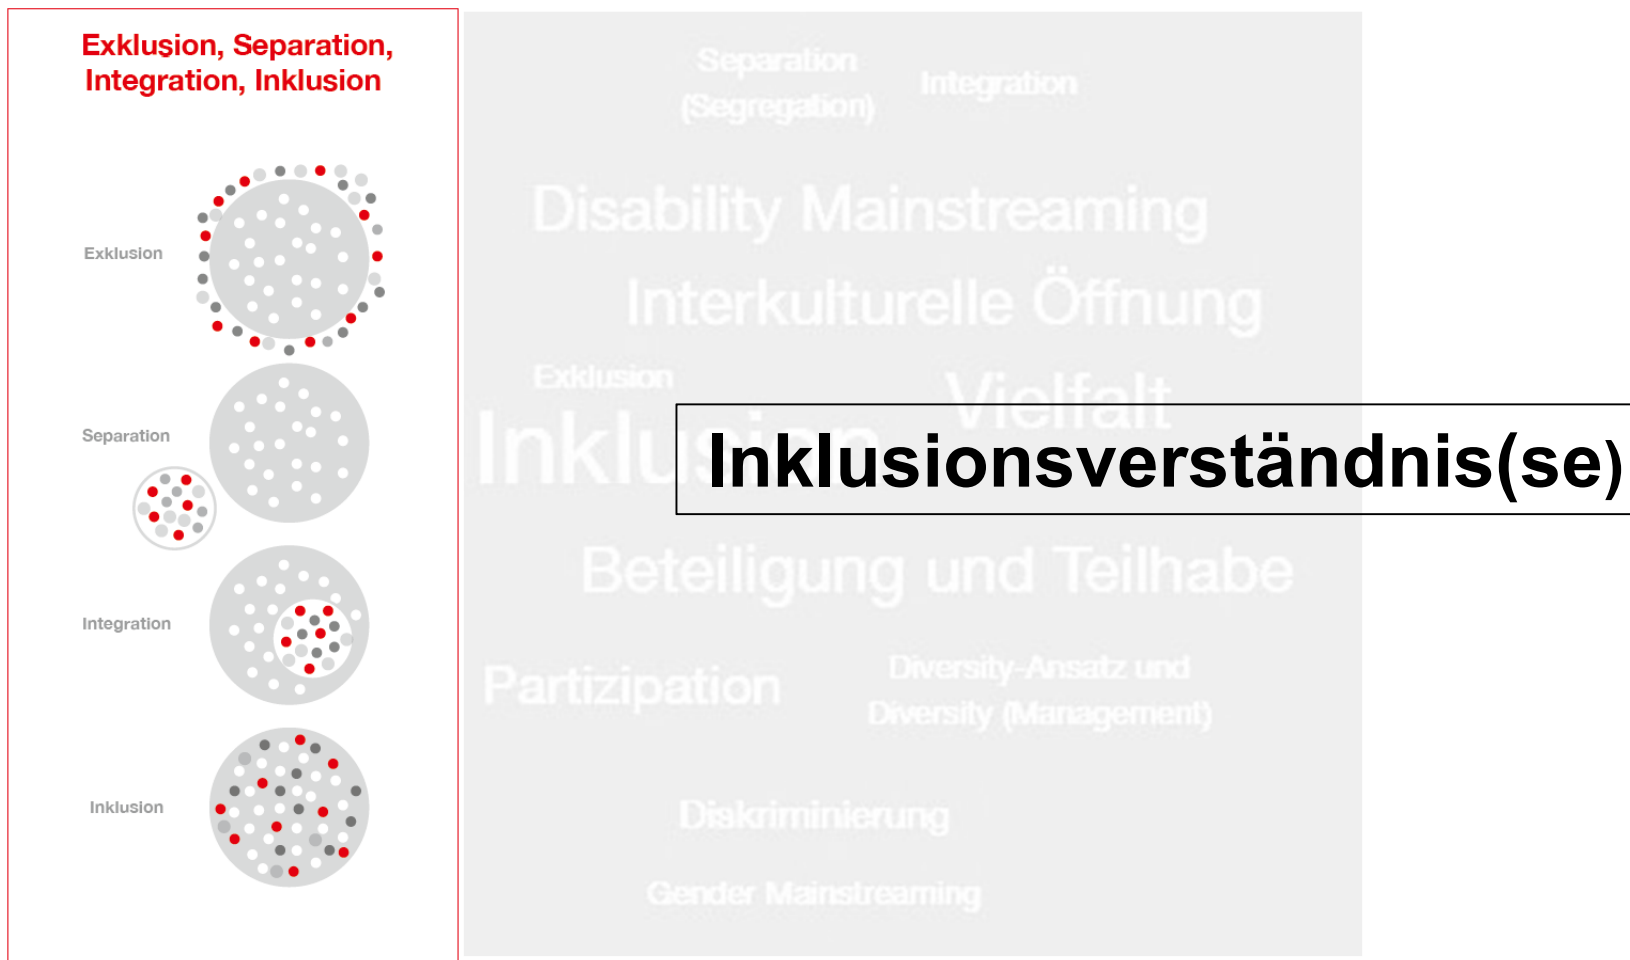 Exklusion, Separation,
Integration, Inklusion
Exklusion
Separation
Integration
Inklusion
Separation
(Segregation)
Integration
Disability Mainstreaming
Interkulturelle Öffnung
Exklusion
Vielfalt
Inklusion
Inklusionsverständnis(se)
Beteiligung und Teilhabe
Partizipation
Diversity-Ansatz und
Diversity (Management)
Diskriminierung
Gender Mainstreaming